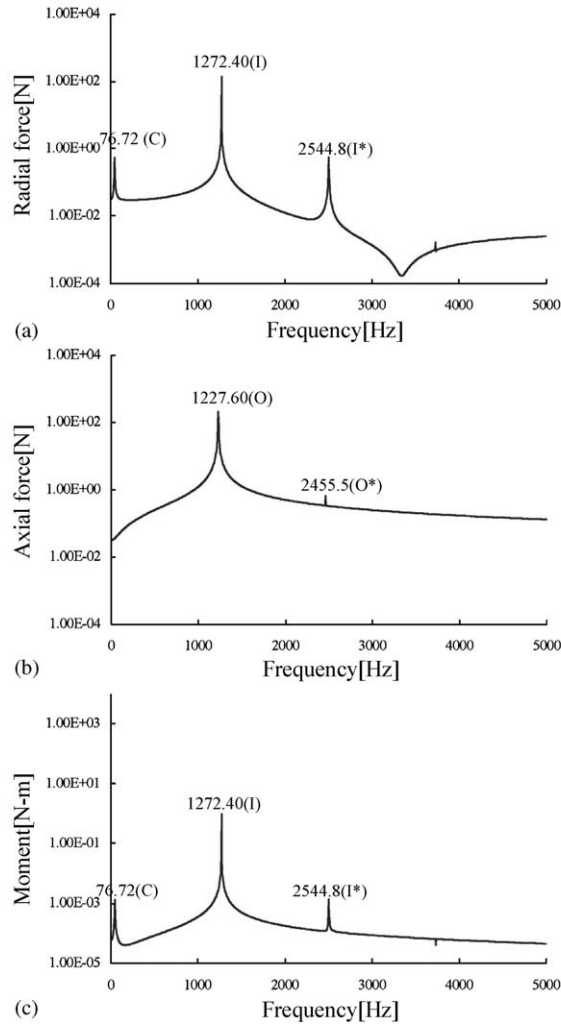 1.00E+04
1.00E+02
1.00E+00
1.00E-02
1.00E-04
Radial force[N]
76.72 (C)
1272.40(I)
2544.8(I*)
0 1000 2000 3000 4000 5000
(a) Frequency[Hz]
1.00E+04
1.00E+02
1.00E+00
1.00E-02
1.00E-04
Axial force[N]
1227.60(O)
2455.5(O*)
0 1000 2000 3000 4000 5000
(b) Frequency[Hz]
1.00E+03
1.00E+01
1.00E-01
1.00E-03
1.00E-05
Moment[N-m]
76.72(C)
1272.40(I)
2544.8(I*)
0 1000 2000 3000 4000 5000
(c) Frequency[Hz]